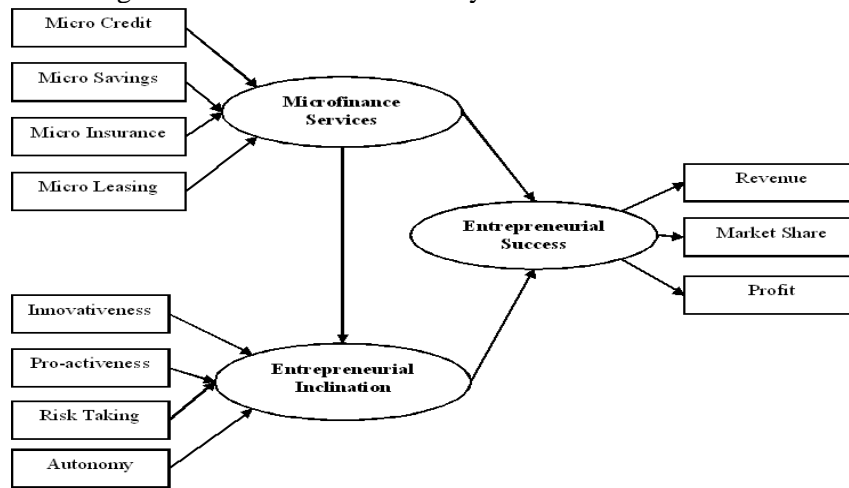 Micro Credit
Micro Savings
Micro Insurance
Micro Leasing
Microfinance
Services
Entrepreneurial
Success
Revenue
Market Share
Profit
Innovativeness
Pro-activeness
Risk Taking
Autonomy
Entrepreneurial
Inclination